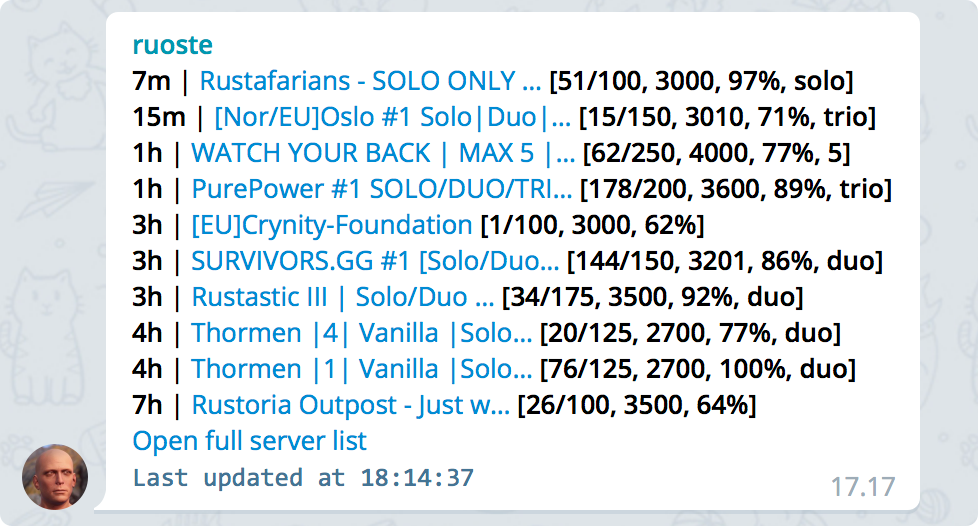 ruoste
7m | Rustafarians - SOLO ONLY ... [51/100, 3000, 97%, solo]
15m | [Nor/EU]Oslo #1 Solo|Duo|... [15/150, 3010, 71%, trio]
1h | WATCH YOUR BACK | MAX 5 |... [62/250, 4000, 77%, 5]
1h | PurePower #1 SOLO/DUO/TRI... [178/200, 3600, 89%, trio]
3h | [EU]Crynity-Foundation [1/100, 3000, 62%]
3h | SURVIVORS.GG #1 [Solo/Duo... [144/150, 3201, 86%, duo]
3h | Rustastic III | Solo/Duo ... [34/175, 3500, 92%, duo]
4h | Thormen |4| Vanilla |Solo... [20/125, 2700, 77%, duo]
4h | Thormen |1| Vanilla |Solo... [76/125, 2700, 100%, duo]
7h | Rustoria Outpost - Just w... [26/100, 3500, 64%]
Open full server list
Last updated at 18:14:37
17.17